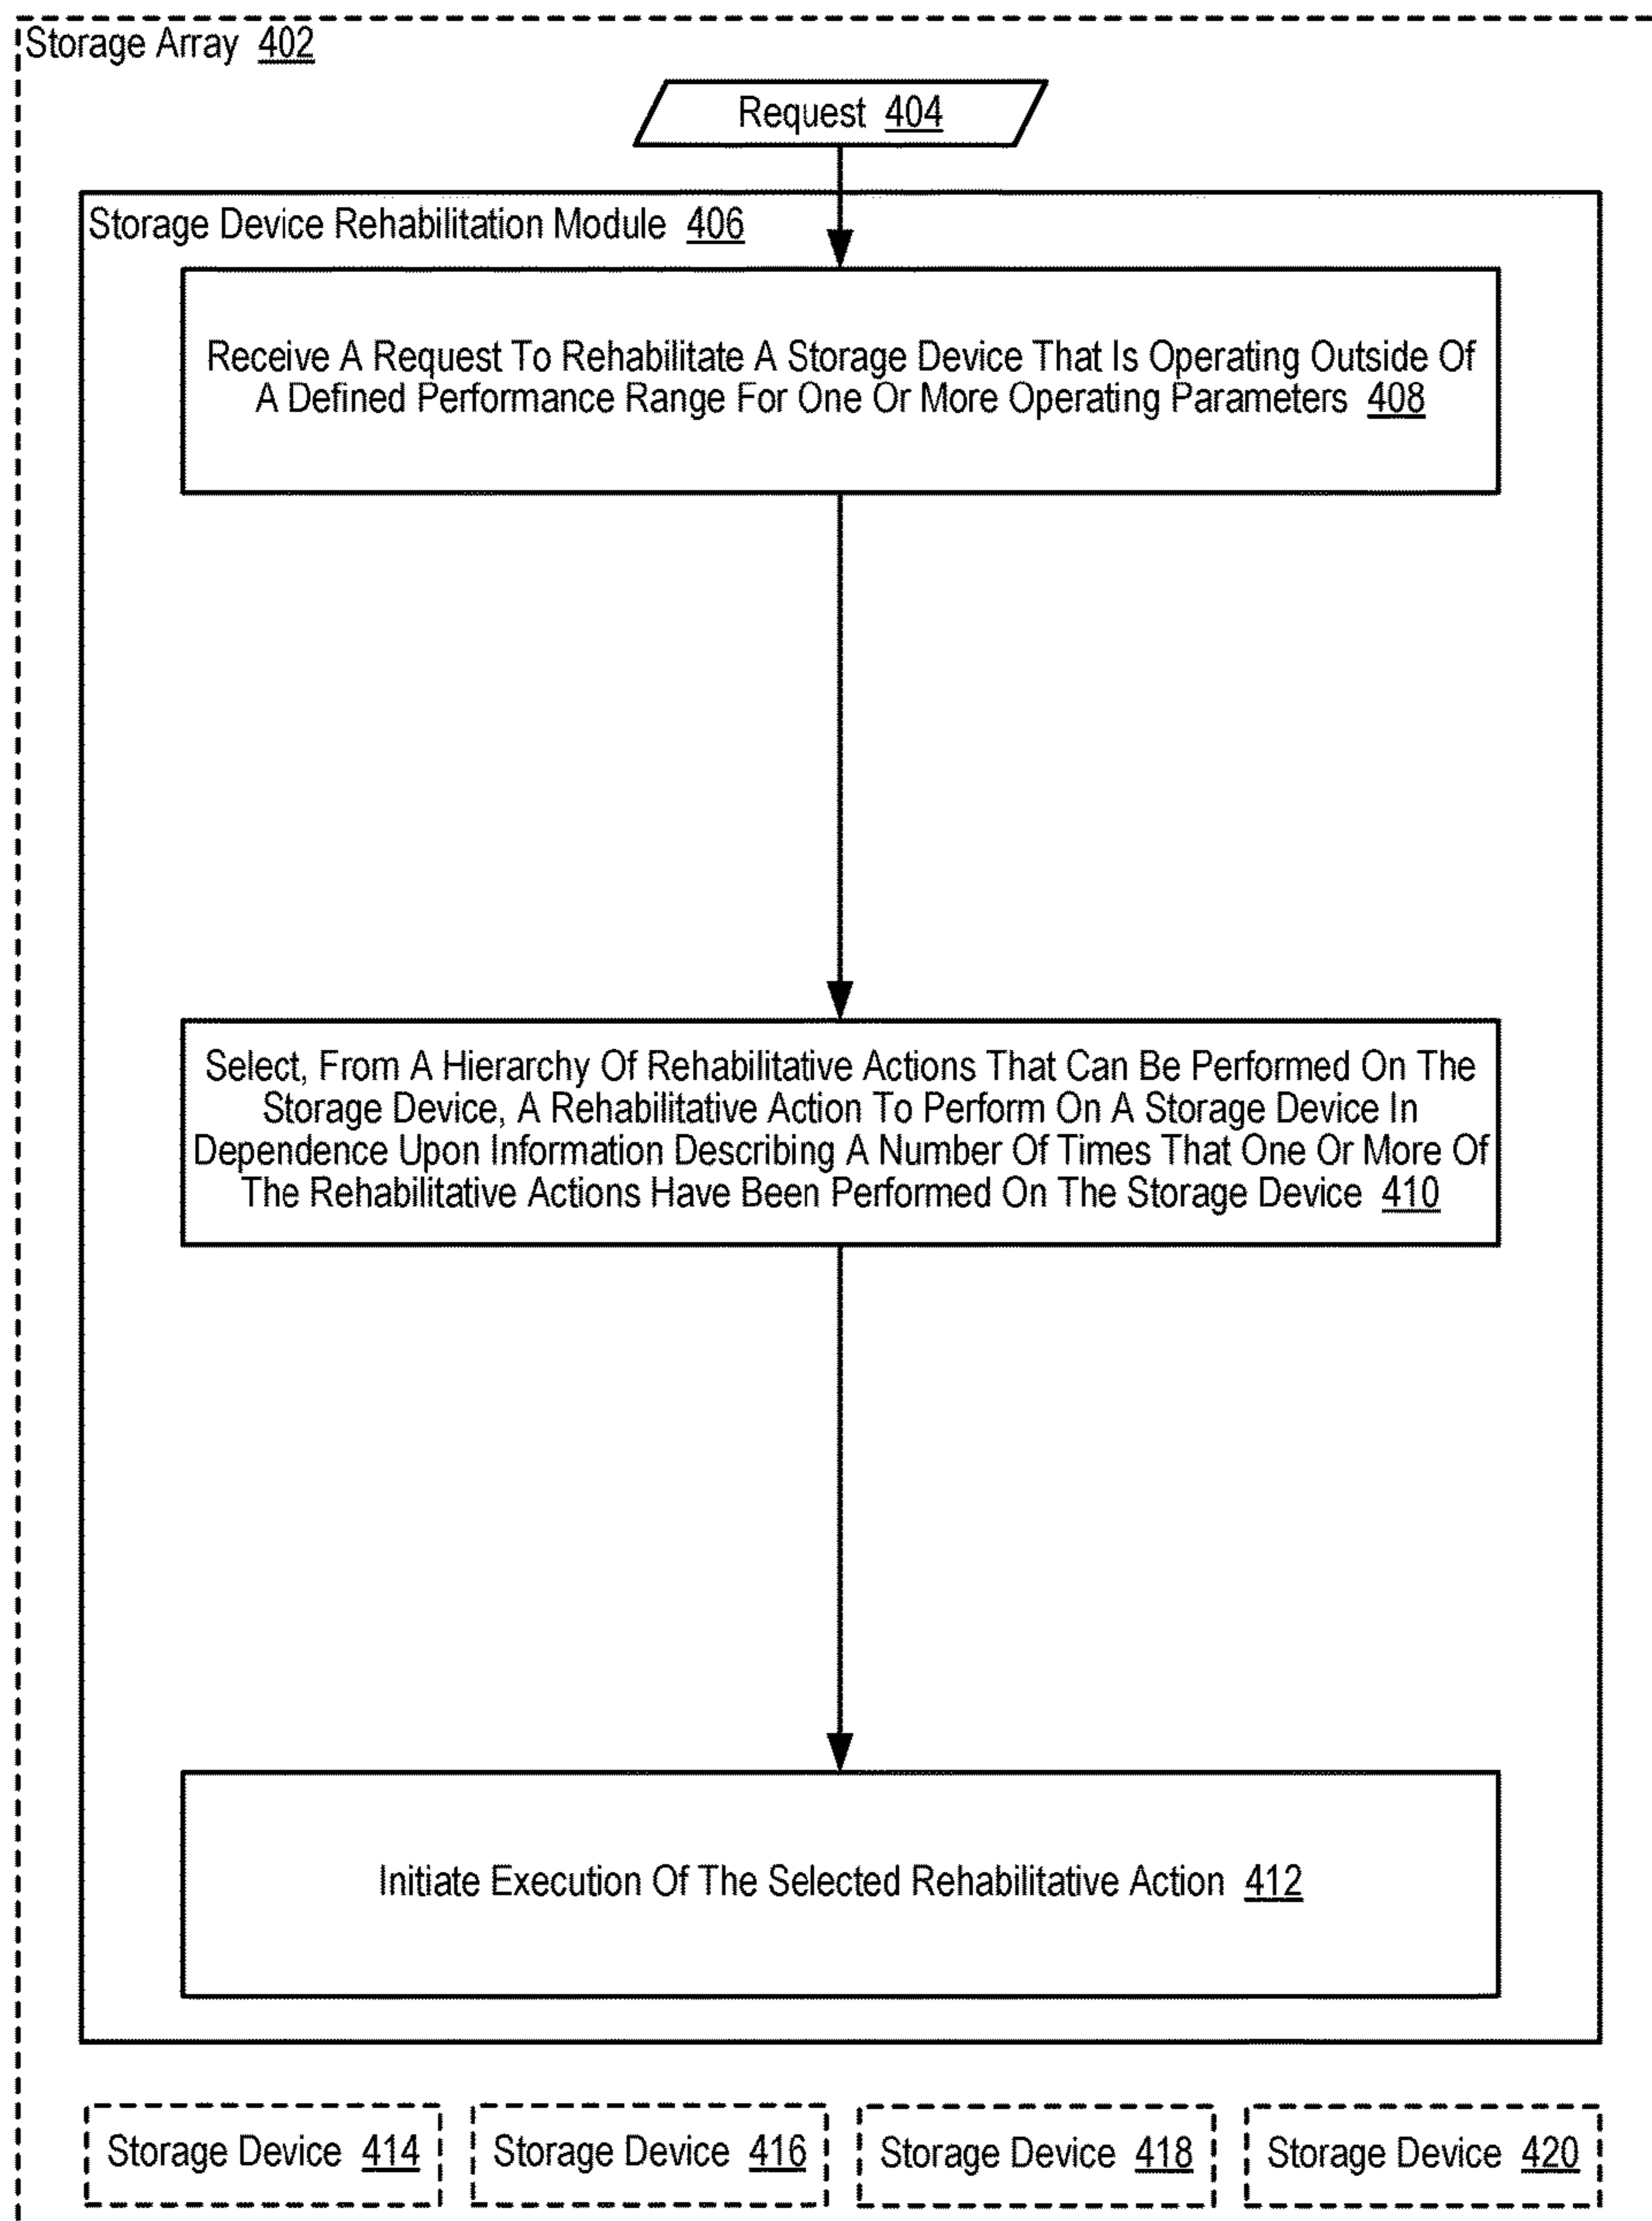 Storage Array 402
Request 404
Storage Device Rehabilitation Module 406
Receive A Request To Rehabilitate A Storage Device That Is Operating Outside Of
A Defined Performance Range For One Or More Operating Parameters 408
Select, From A Hierarchy Of Rehabilitative Actions That Can Be Performed On The
Storage Device, A Rehabilitative Action To Perform On A Storage Device In
Dependence Upon Information Describing A Number Of Times That One Or More Of
The Rehabilitative Actions Have Been Performed On The Storage Device 410
Initiate Execution Of The Selected Rehabilitative Action 412
Storage Device 414
Storage Device 416
Storage Device 418
Storage Device 420